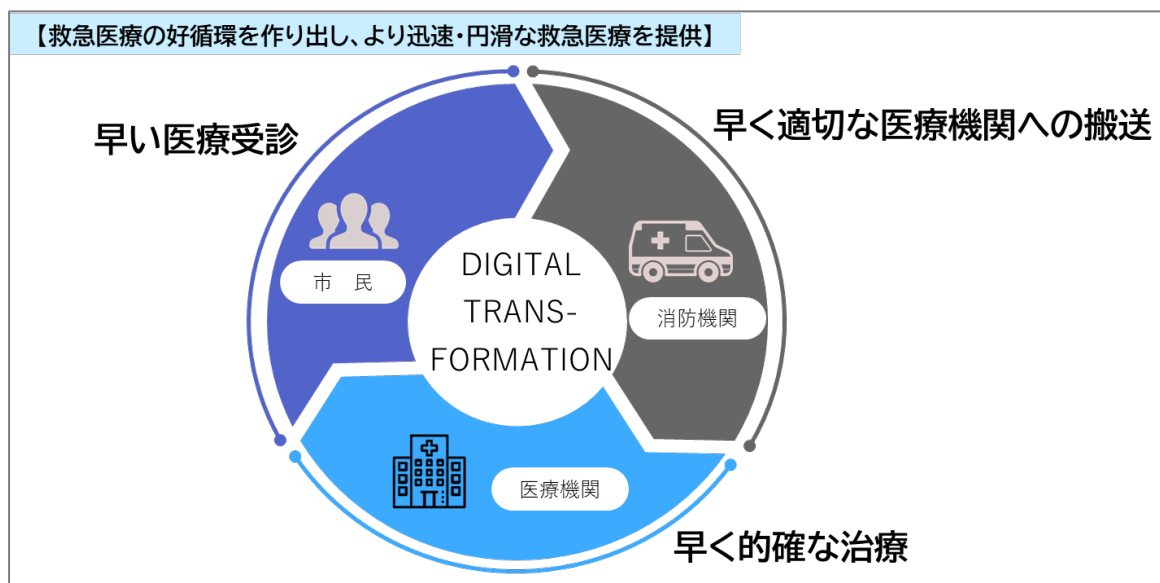 【救急医療の好循環を作り出し、より迅速・円滑な救急医療を提供】
早い医療受診
早く適切な医療機関への搬送
市　民
消防機関
DIGITAL
TRANS-
FORMATION
医療機関
早く的確な治療